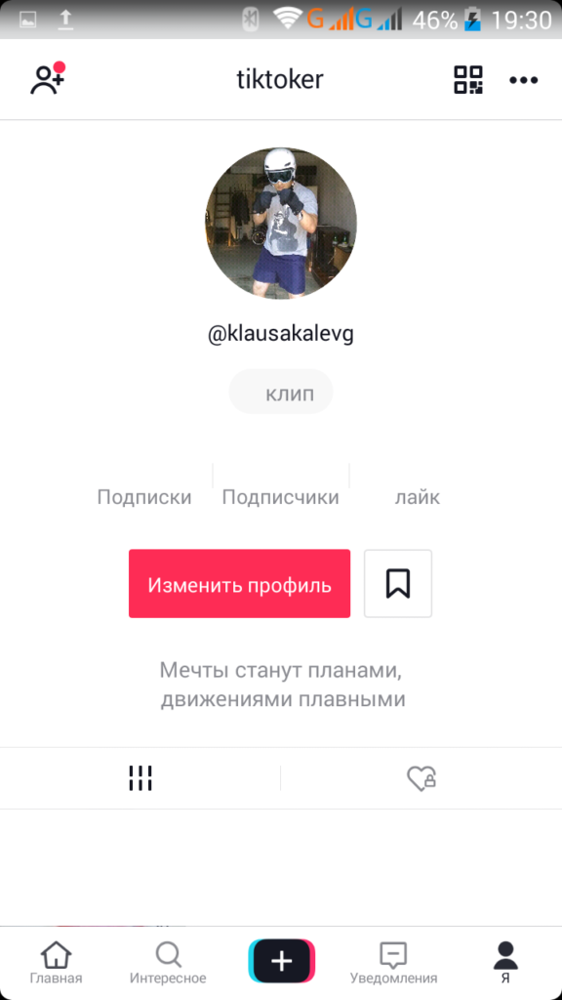 G G 46% 19:30
tiktoker
@klausakalevg
клип
Подписки Подписчики лайк
Изменить профиль
Мечты станут планами,
движениями плавными
Главная Интересное Уведомления Я